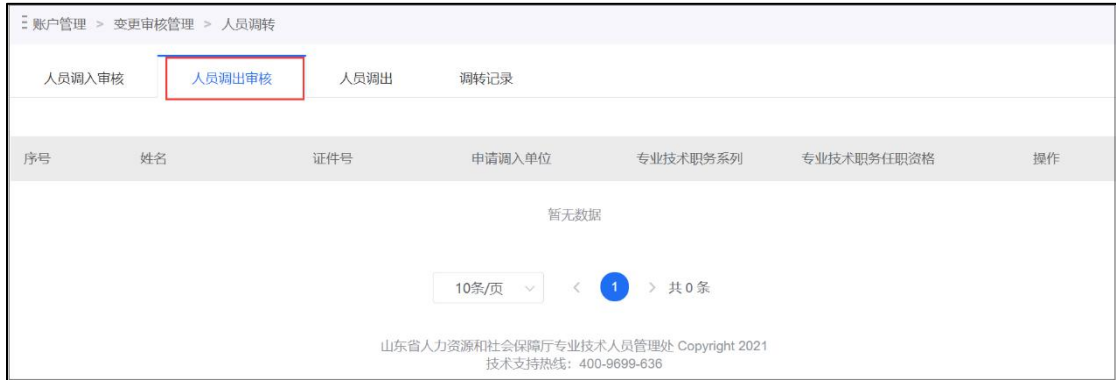 账户管理 > 变更审核管理 > 人员调转
人员调入审核 人员调出审核 人员调出 调转记录
序号 姓名 证件号 申请调入单位 专业技术职务系列 专业技术职务任职资格 操作
暂无数据
10条/页 < 1 > 共 0 条
山东省人力资源和社会保障厅专业技术人员管理处 Copyright 2021
技术支持热线：400-9699-636